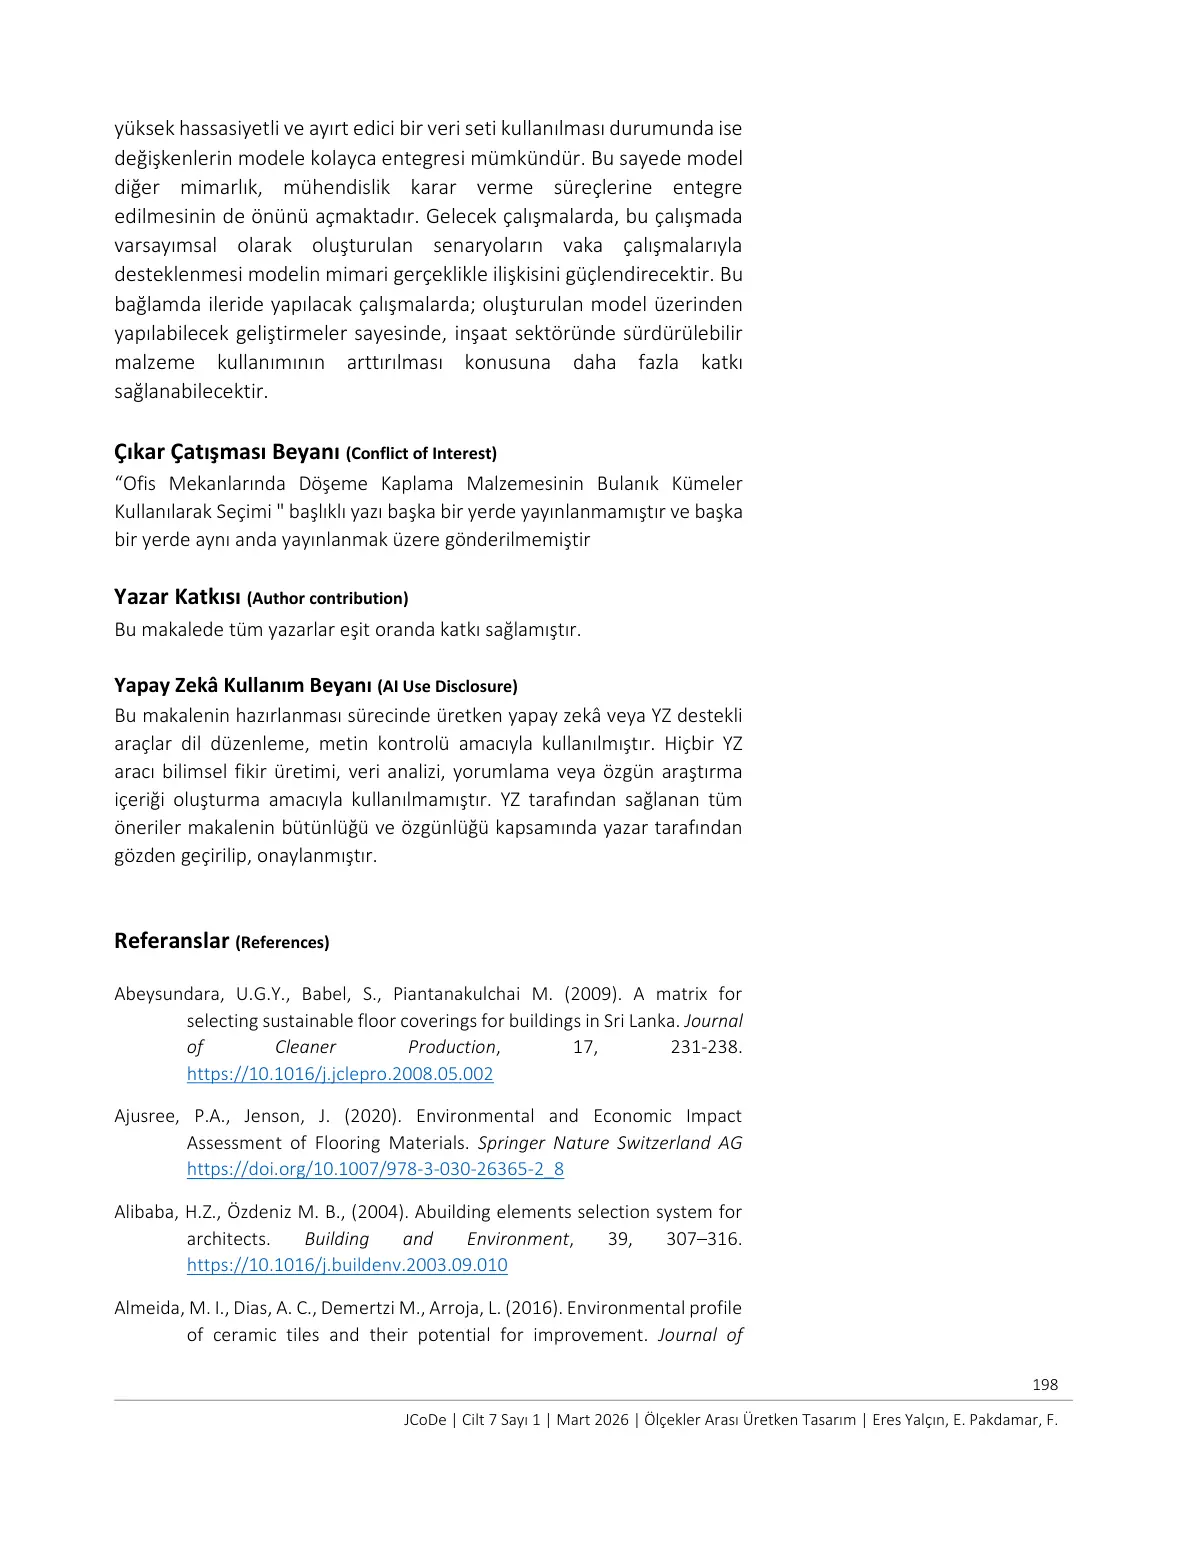 yüksek hassasiyetli ve ayırt edici bir veri seti kullanılması durumunda ise
değişkenlerin modele kolayca entegresi mümkündür. Bu sayede model
diğer mimarlık, mühendislik karar verme süreçlerine entegre
edilmesinin de önünü açmaktadır. Gelecek çalışmalarda, bu çalışmada
varsayımsal olarak oluşturulan senaryoların vaka çalışmalarıyla
desteklenmesi modelin mimari gerçeklikle ilişkisini güçlendirecektir. Bu
bağlamda ileride yapılacak çalışmalarda; oluşturulan model üzerinden
yapılabilecek geliştirmeler sayesinde, inşaat sektöründe sürdürülebilir
malzeme kullanımının arttırılması konusuna daha fazla katkı
sağlanabilecektir.
Çıkar Çatışması Beyanı (Conflict of Interest)
“Ofis Mekanlarında Döşeme Kaplama Malzemesinin Bulanık Kümeler
Kullanılarak Seçimi " başlıklı yazı başka bir yerde yayınlanmamıştır ve başka
bir yerde aynı anda yayınlanmak üzere gönderilmemiştir
Yazar Katkısı (Author contribution)
Bu makalede tüm yazarlar eşit oranda katkı sağlamıştır.
Yapay Zekâ Kullanım Beyanı (AI Use Disclosure)
Bu makalenin hazırlanması sürecinde üretken yapay zekâ veya YZ destekli
araçlar dil düzenleme, metin kontrolü amacıyla kullanılmıştır. Hiçbir YZ
aracı bilimsel fikir üretimi, veri analizi, yorumlama veya özgün araştırma
içeriği oluşturma amacıyla kullanılmamıştır. YZ tarafından sağlanan tüm
öneriler makalenin bütünlüğü ve özgünlüğü kapsamında yazar tarafından
gözden geçirilip, onaylanmıştır.
Referanslar (References)
Abeysundara, U.G.Y., Babel, S., Piantanakulchai M. (2009). A matrix for
selecting sustainable floor coverings for buildings in Sri Lanka. Journal
of Cleaner Production, 17, 231-238.
https://10.1016/j.jclepro.2008.05.002
Ajusree, P.A., Jenson, J. (2020). Environmental and Economic Impact
Assessment of Flooring Materials. Springer Nature Switzerland AG
https://doi.org/10.1007/978-3-030-26365-2_8
Alibaba, H.Z., Özdeniz M. B., (2004). Abuilding elements selection system for
architects. Building and Environment, 39, 307–316.
https://10.1016/j.buildenv.2003.09.010
Almeida, M. I., Dias, A. C., Demertzi M., Arroja, L. (2016). Environmental profile
of ceramic tiles and their potential for improvement. Journal of
198
JCoDe | Cilt 7 Sayı 1 | Mart 2026 | Ölçekler Arası Üretken Tasarım | Eres Yalçın, E. Pakdamar, F.